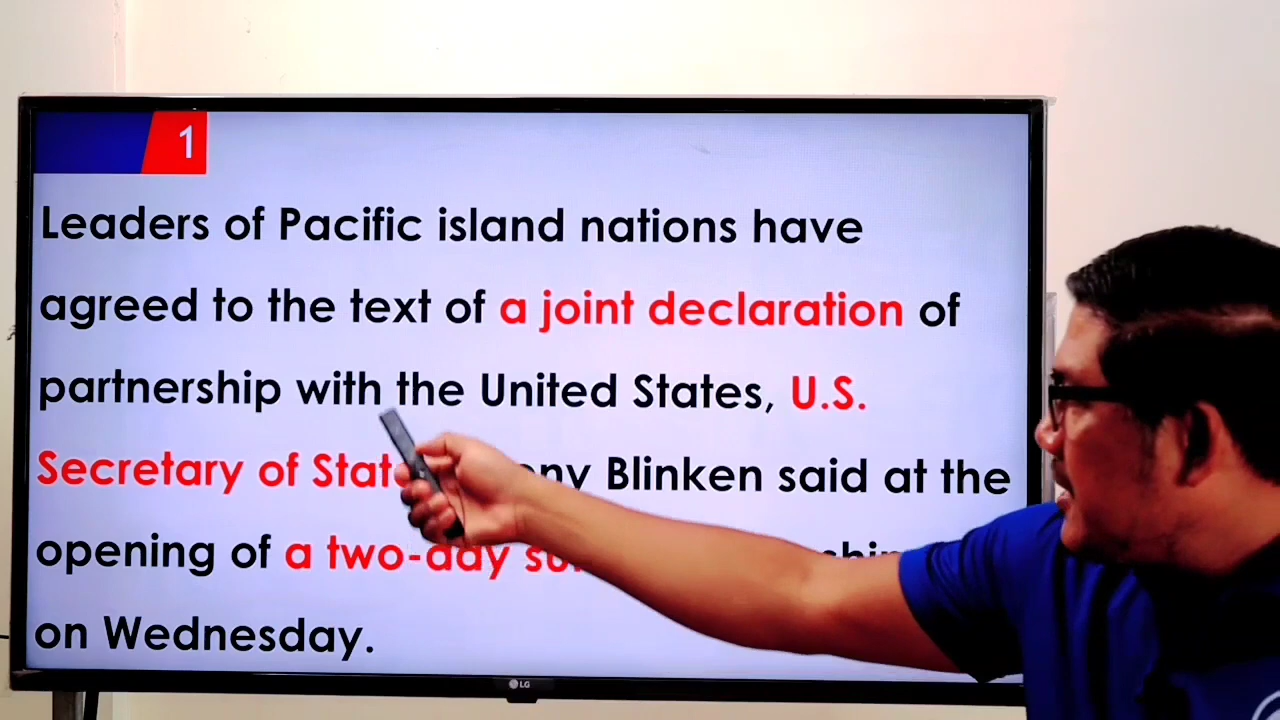 1
Leaders of Pacific island nations have
agreed to the text of a joint declaration of
partnership with the United States, U.S.
Secretary of State Blinken said at the
opening of a two-day
on Wednesday.
LG